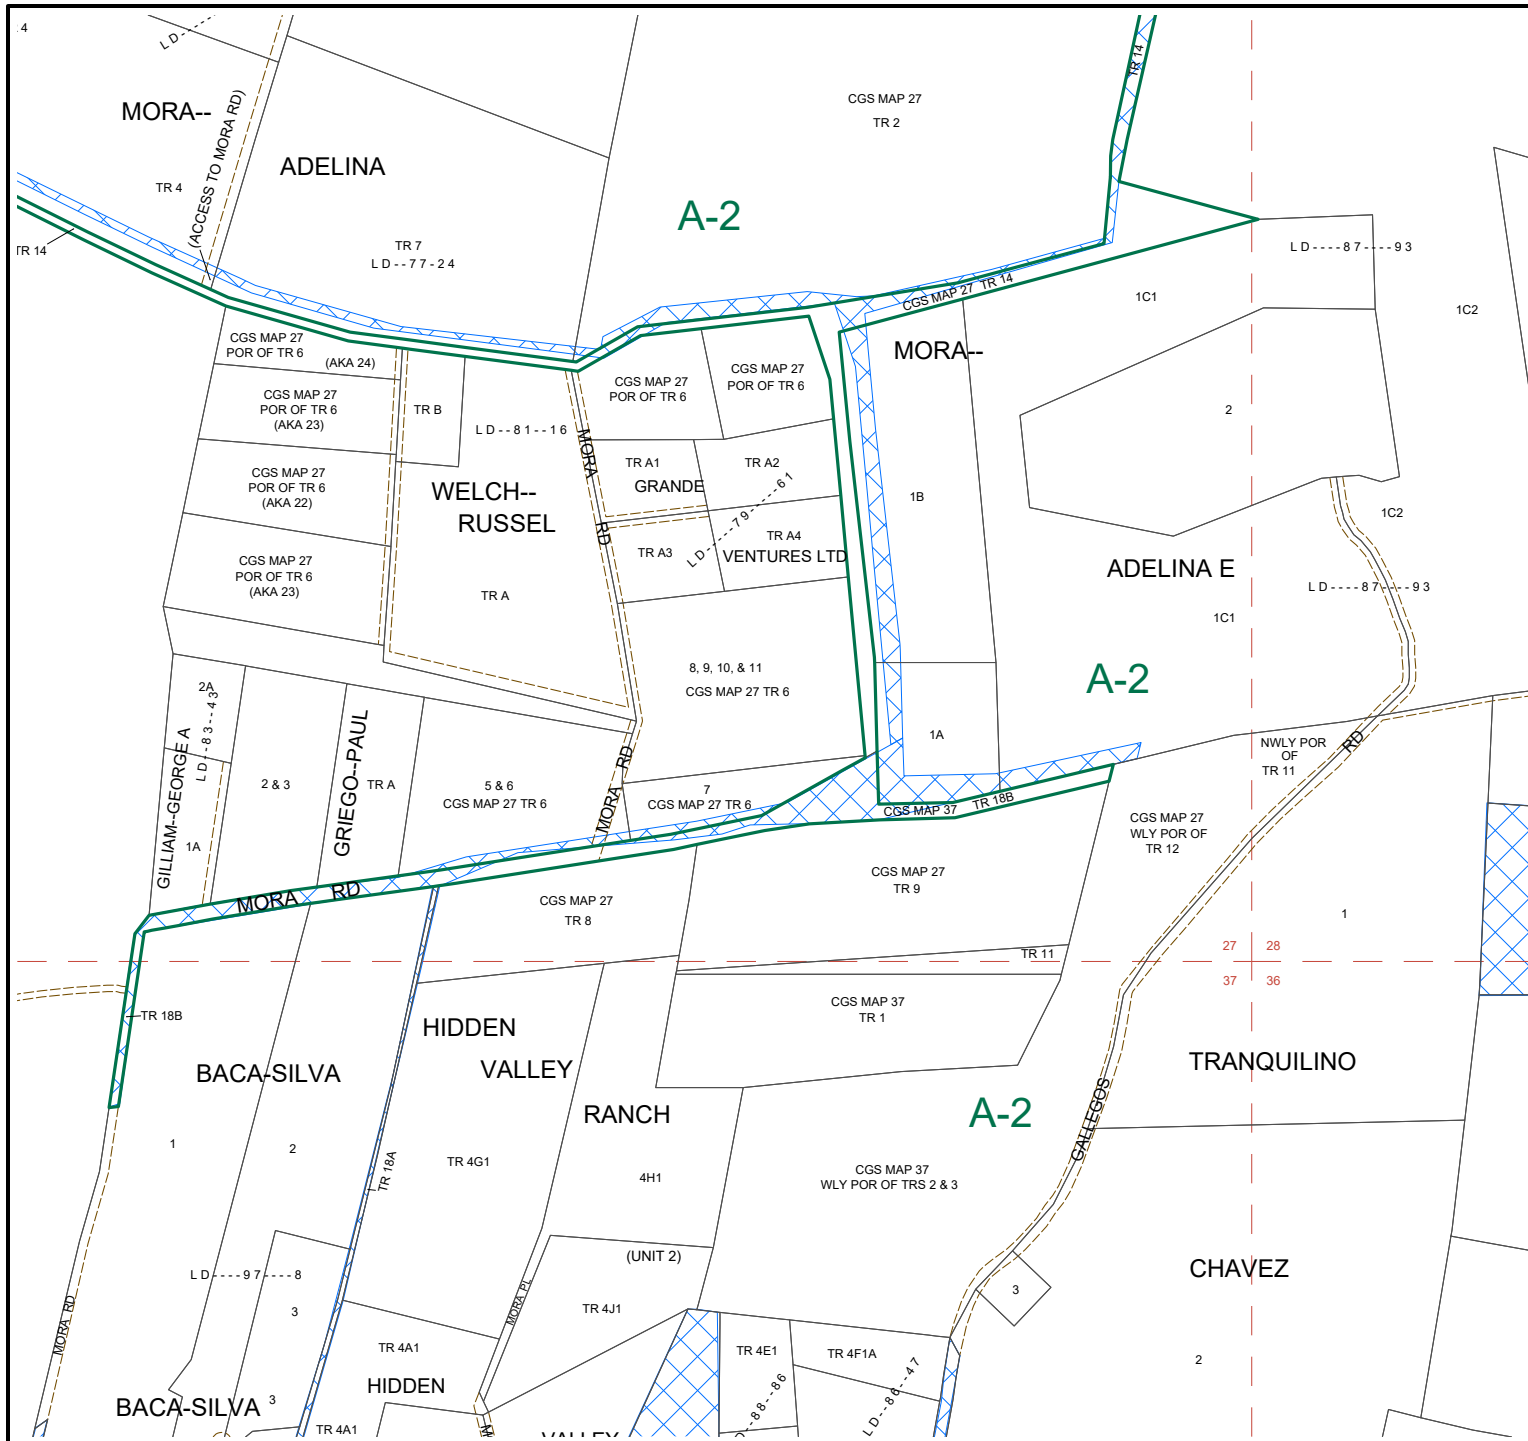 4
LD-----
MORA--
(ACCESS TO MORA RD)
ADELINA
TR 4
TR 14
TR 7
LD--77-24
CGS MAP 27
TR 2
A-2
TR 14
LD----87----93
1C1
1C2
CGS MAP 27 TR 14
MORA--
2
1C2
1B
ADELINA E
LD----87----93
1C1
A-2
1A
CGS MAP 27
POR OF TR 6
(AKA 24)
CGS MAP 27
POR OF TR 6
(AKA 23)
CGS MAP 27
POR OF TR 6
(AKA 22)
CGS MAP 27
POR OF TR 6
(AKA 23)
TR B
LD--81--16
WELCH--
RUSSEL
TR A
MORA RD
CGS MAP 27
POR OF TR 6
CGS MAP 27
POR OF TR 6
TR A1
TR A2
GRANDE
LD-----79-----61
TR A3
TR A4
VENTURES LTD
8, 9, 10, & 11
CGS MAP 27 TR 6
2A
LD--83--43
GILLIAM--GEORGE A
1A
2 & 3
GRIEGO--PAUL
TR A
5 & 6
CGS MAP 27 TR 6
MORA RD
7
CGS MAP 27 TR 6
CGS MAP 37 TR 18B
NWLY POR
OF
TR 11
RD
CGS MAP 27
WLY POR OF
TR 12
MORA RD
CGS MAP 27
TR 8
CGS MAP 27
TR 9
1
27 28
37 36
TR 11
CGS MAP 37
TR 1
TR 18B
HIDDEN
VALLEY
RANCH
BACA-SILVA
TRANQUILINO
A-2
GALLEGOS
1
2
TR 18A
TR 4G1
4H1
CGS MAP 37
WLY POR OF TRS 2 & 3
(UNIT 2)
CHAVEZ
LD----97----8
3
3
MORA PL
TR 4J1
MORA RD
TR 4A1
TR 4E1
TR 4F1A
2
HIDDEN
--88--86
LD--86--47
BACA-SILVA
3
TR 4A1
VALLEY